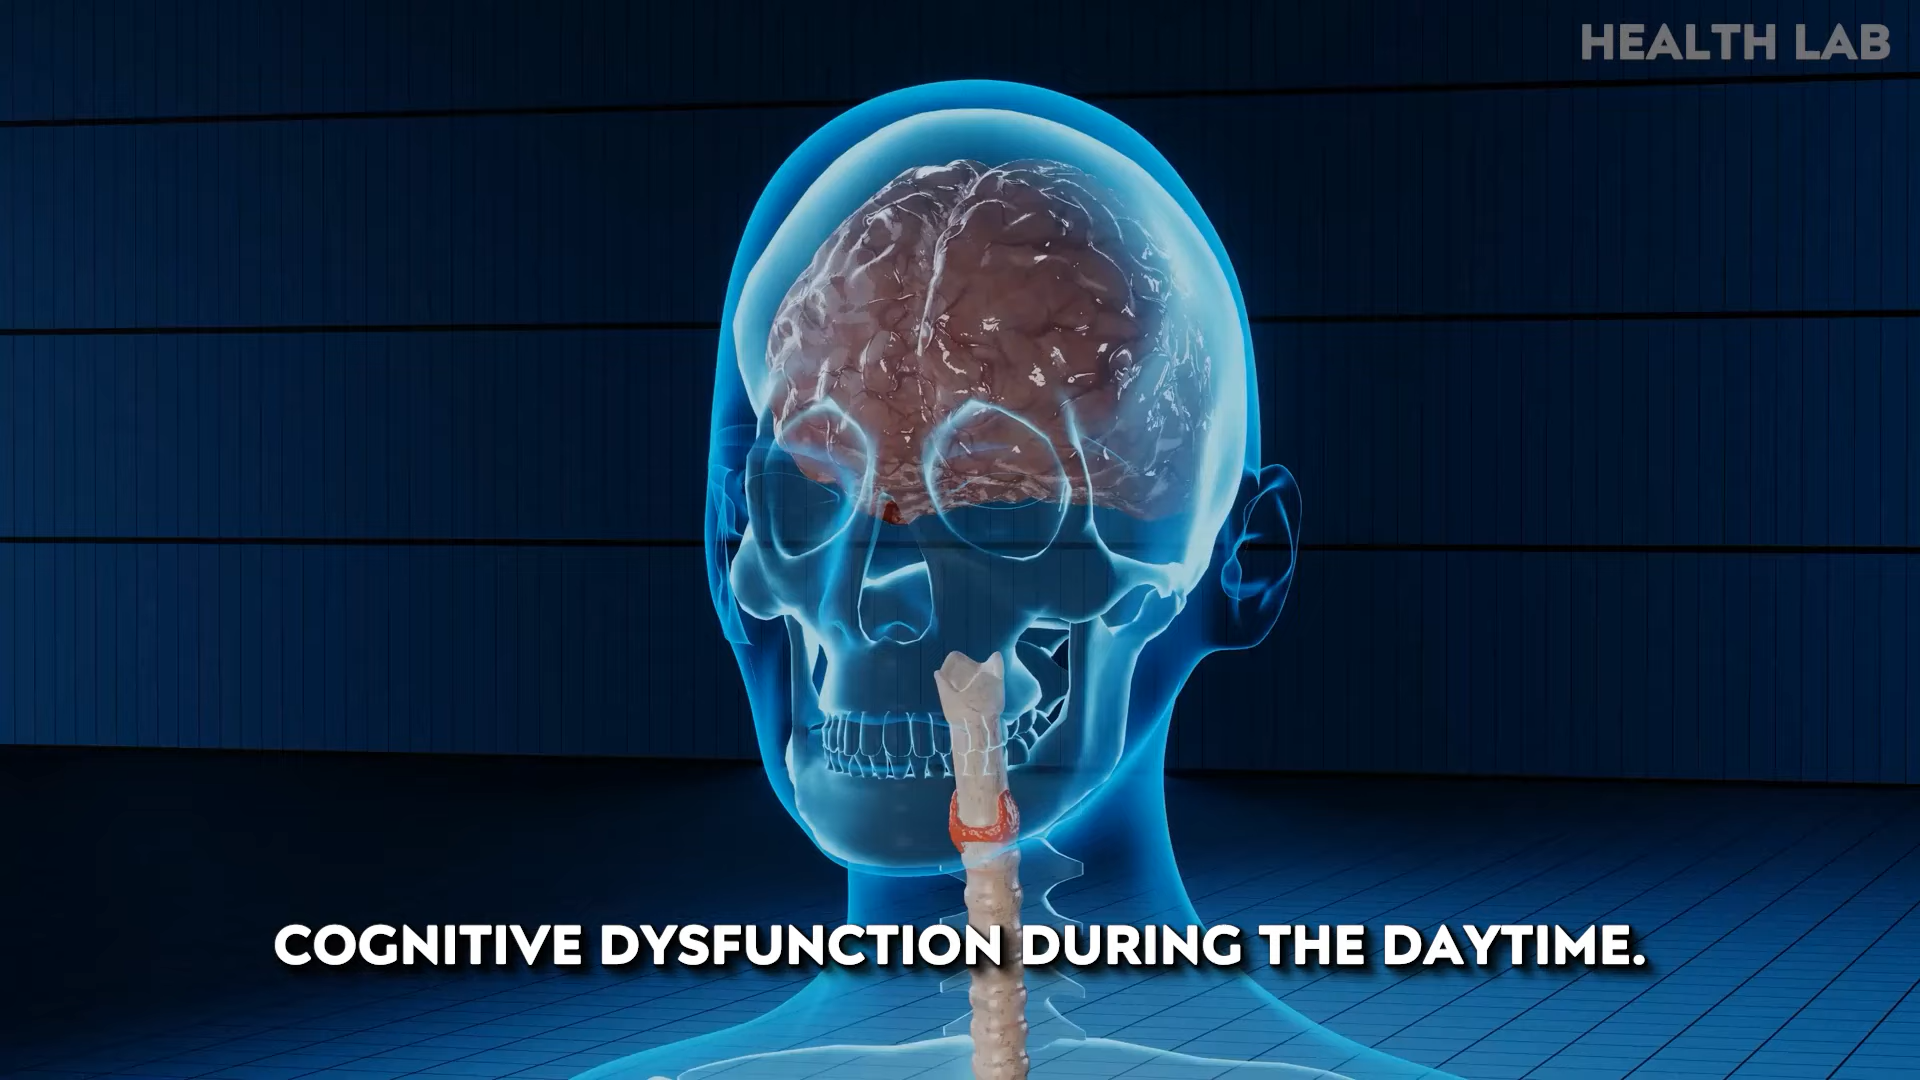 HEALTH LAB
COGNITIVE DYSFUNCTION DURING THE DAYTIME.